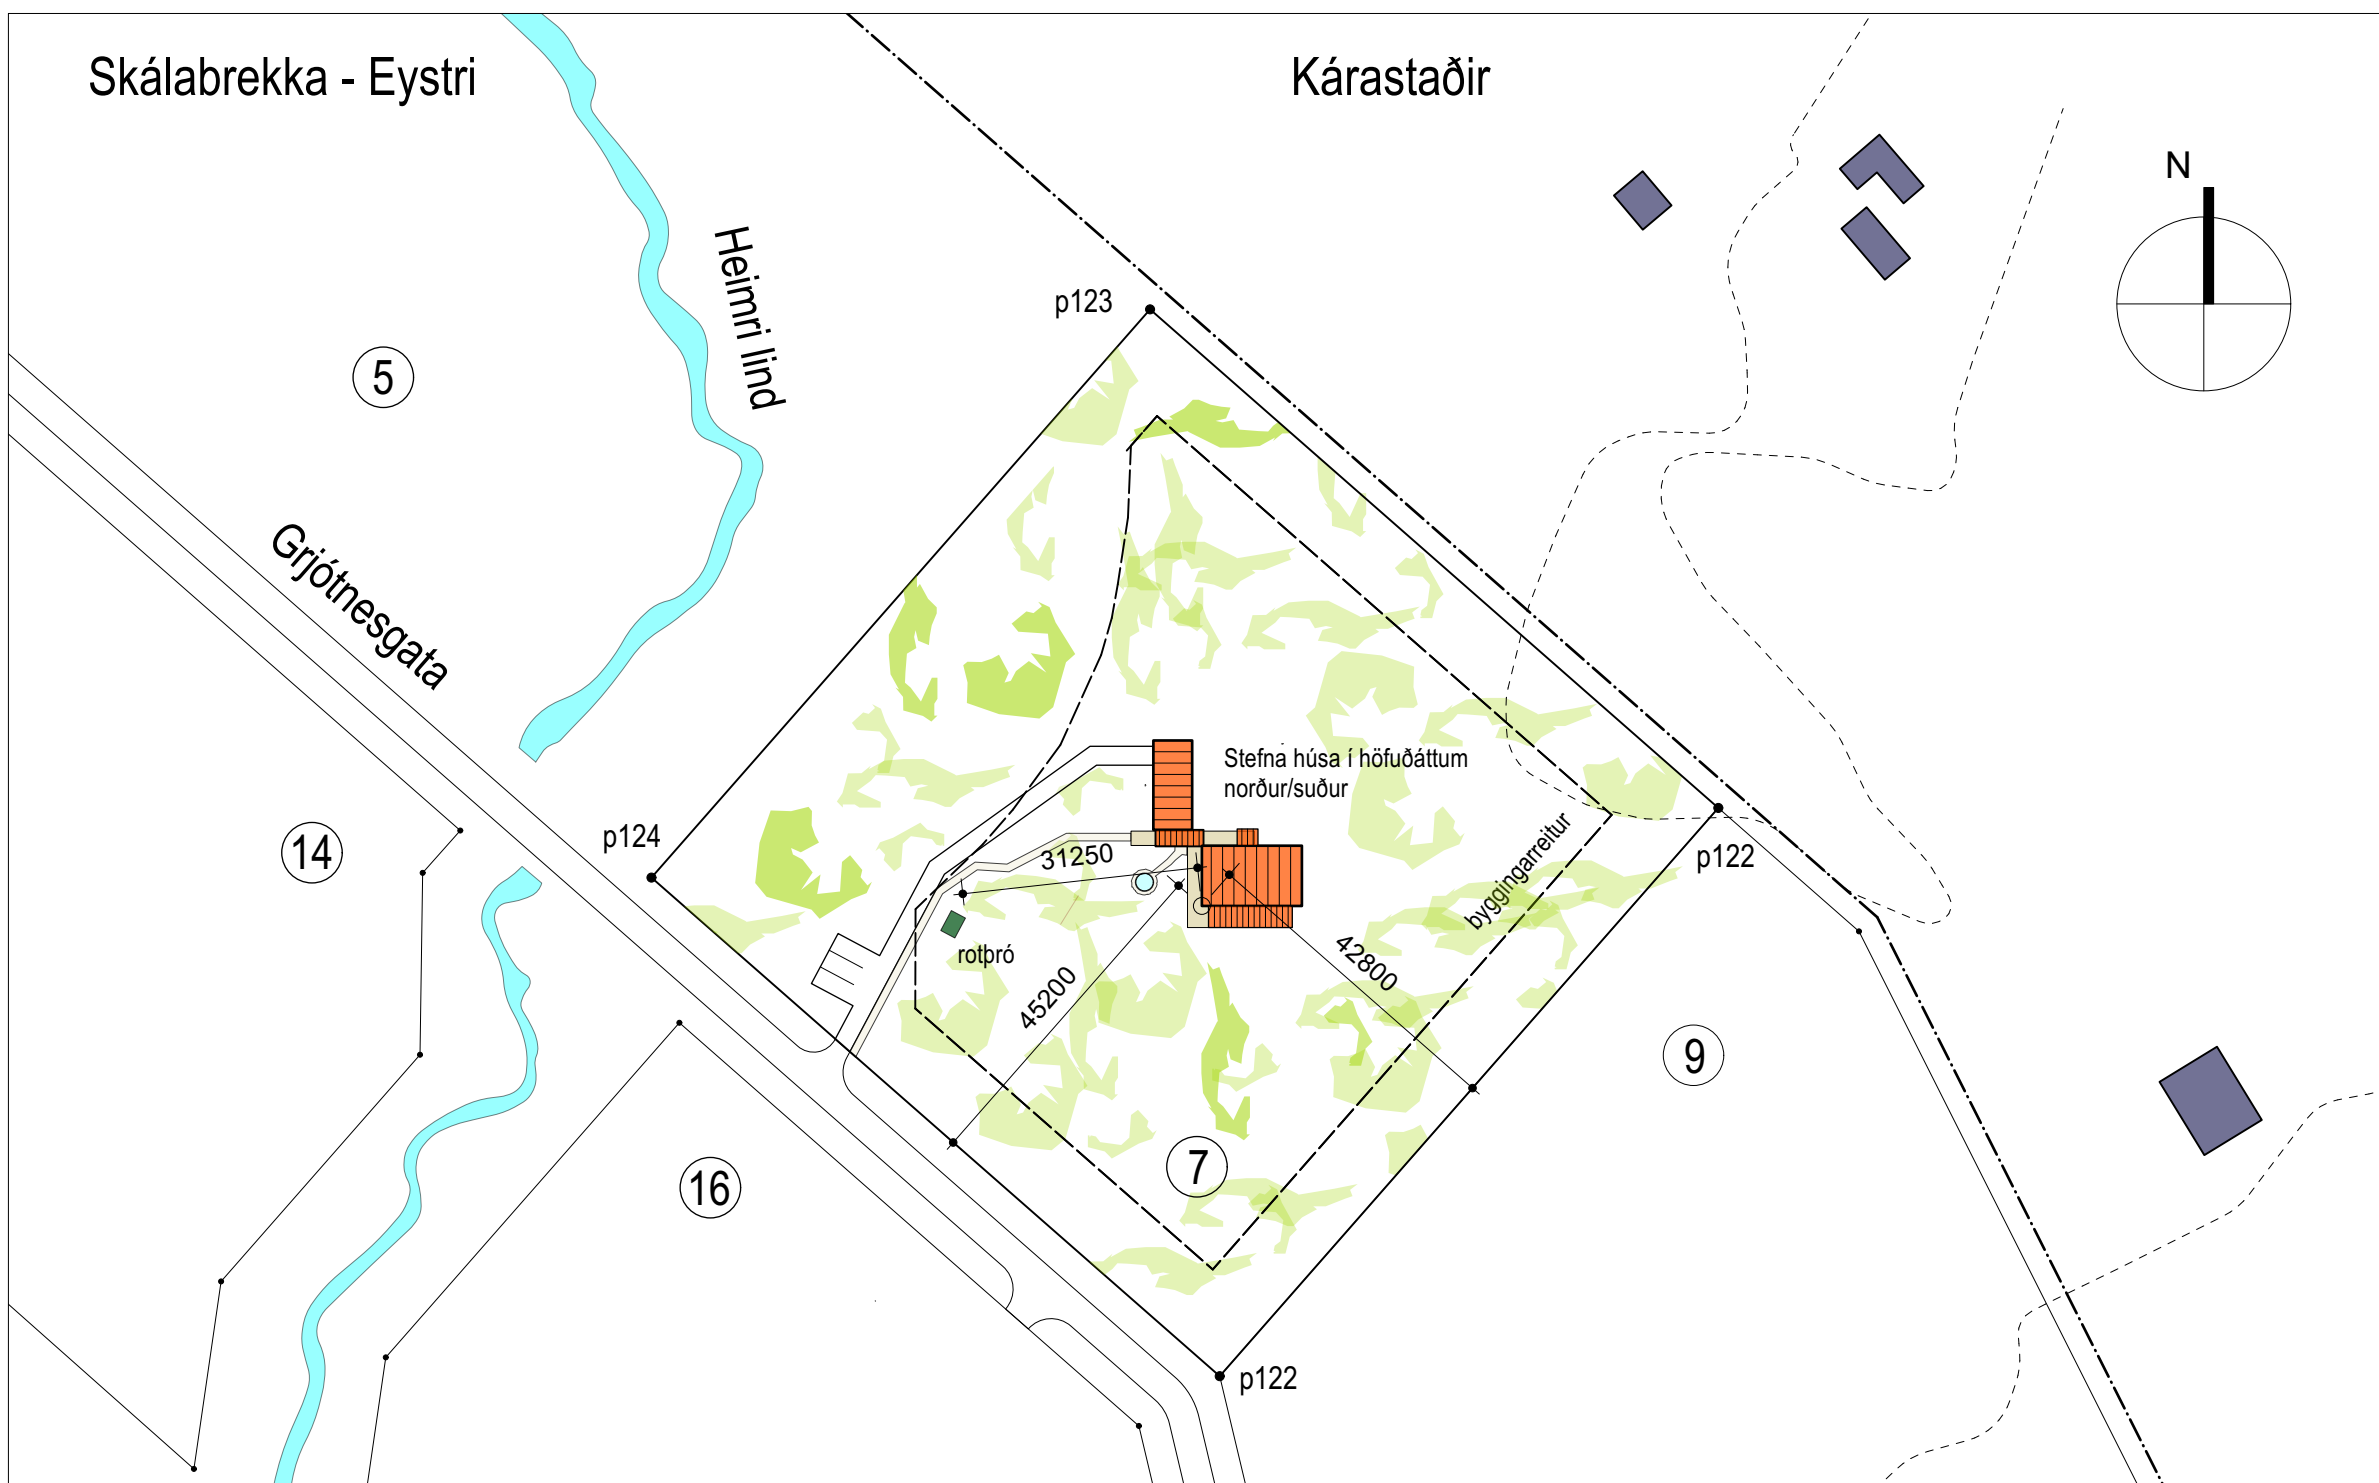 Skálabrekka - Eystri
Kárastaðir
N
Heimri lind
p123
5
Grjótnesgata
Stefna húsa í höfuðáttum
norður/suður
p124
14
31250
byggingarreitur
p122
rotþró
45200
42800
9
7
16
p122